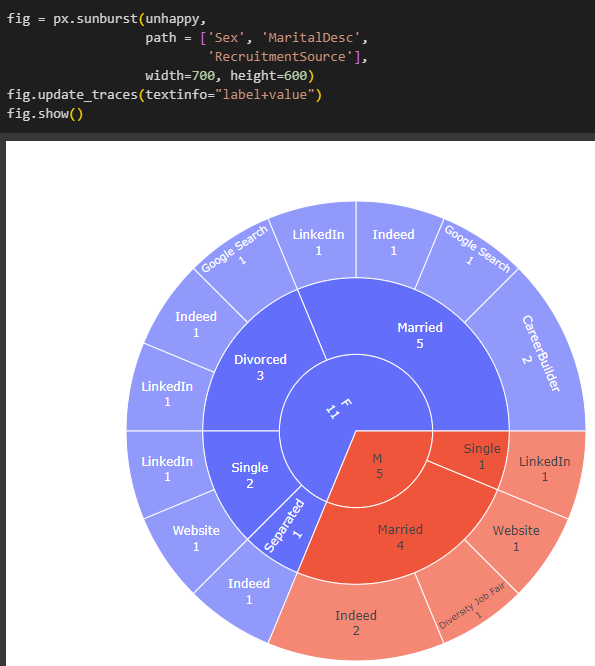 fig = px.sunburst(unhappy,
path = ['Sex', 'MaritalDesc',
'RecruitmentSource'],
width=700, height=600)
fig.update_traces(textinfo="label+value")
fig.show()
LinkedIn
1
Indeed
1
Google Search
1
Google Search
1
Married
5
CareerBuilder
2
Indeed
1
Divorced
3
LinkedIn
1
F
11
M
5
Single
1
LinkedIn
1
LinkedIn
1
Single
2
Separated
1
Married
4
Website
1
Website
1
Indeed
1
Indeed
2
Diversity Job Fair
1